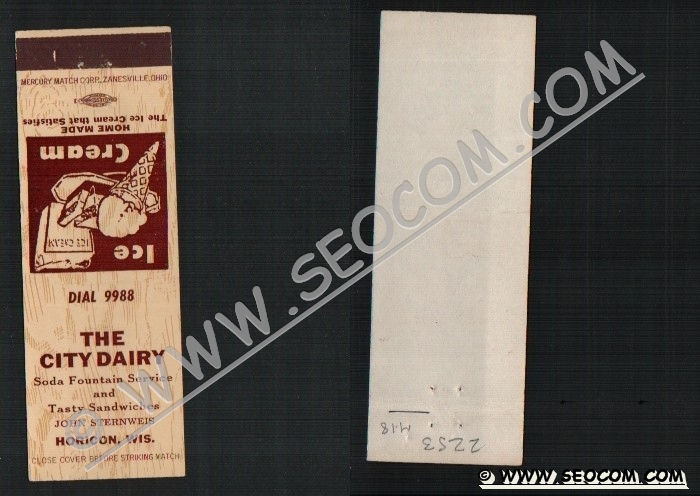 MERCURY MATCH CORP., ZANESVILLE, OHIO
The Ice Cream that Satisfies
HOME MADE
Ice
Cream
ICE CREAM
DIAL 9988
THE
CITY DAIRY
Soda Fountain Service
and
Tasty Sandwiches
JOHN STERNWEIS
HORICON, WIS.
CLOSE COVER BEFORE STRIKING MATCH
2253
M18
© WWW.SEOCOM.COM
© WWW.SEOCOM.COM